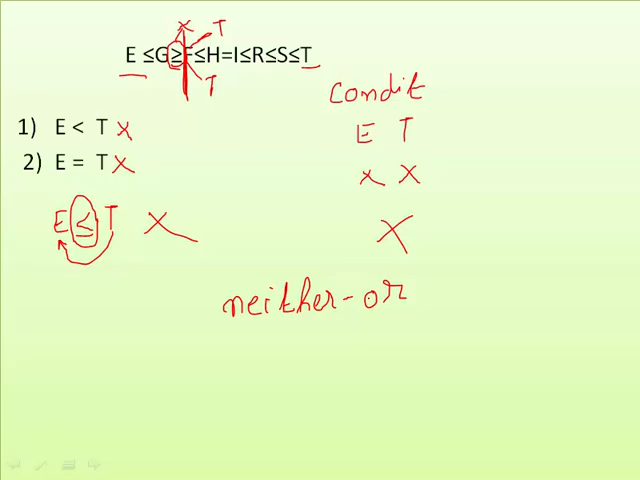 x T
E ≤G≥F≤H=I≤R≤S≤T
T
Condit
1) E < T x
E T
2) E = T x
x x
E ≤ T X
X
neither-or